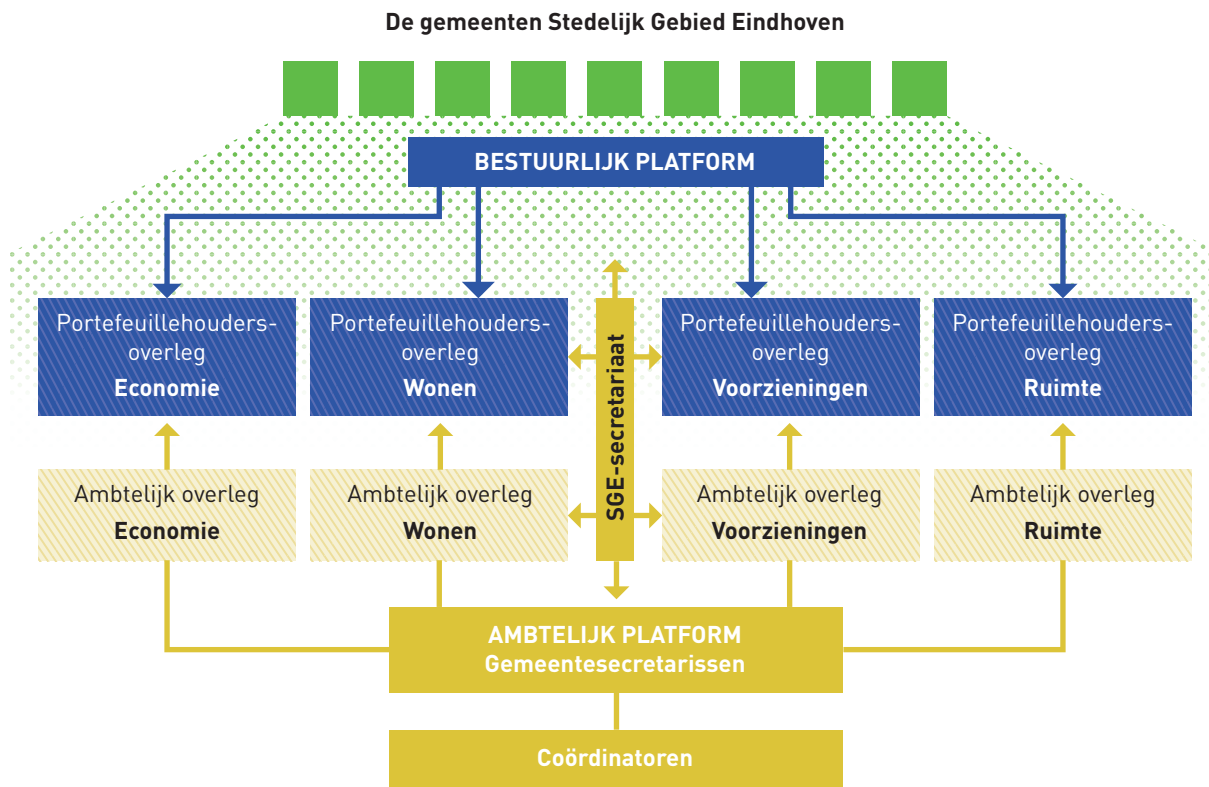 De gemeenten Stedelijk Gebied Eindhoven
BESTUURLIJK PLATFORM
Portefeuillehouders-
overleg
Economie
Portefeuillehouders-
overleg
Wonen
SGE-secretariaat
Portefeuillehouders-
overleg
Voorzieningen
Portefeuillehouders-
overleg
Ruimte
Ambtelijk overleg
Economie
Ambtelijk overleg
Wonen
Ambtelijk overleg
Voorzieningen
Ambtelijk overleg
Ruimte
AMBTELIJK PLATFORM
Gemeentesecretarissen
Coördinatoren